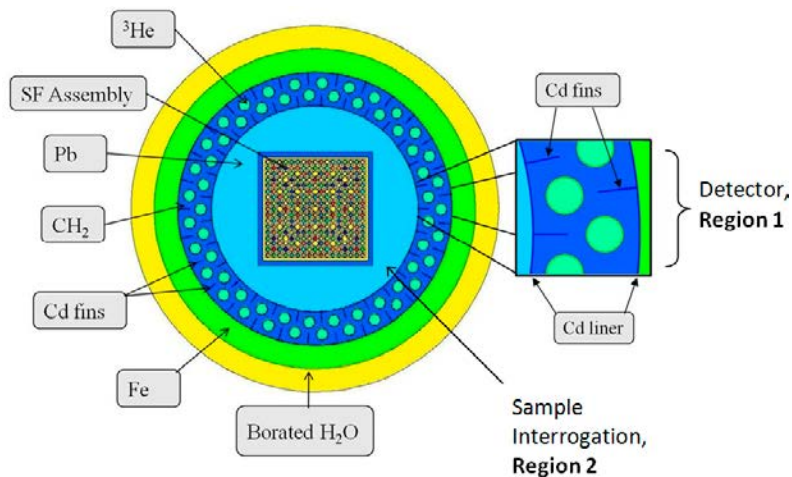 ³He
SF Assembly
Pb
CH₂
Cd fins
Fe
Borated H₂O
Cd fins
Detector,
Region 1
Cd liner
Sample
Interrogation,
Region 2